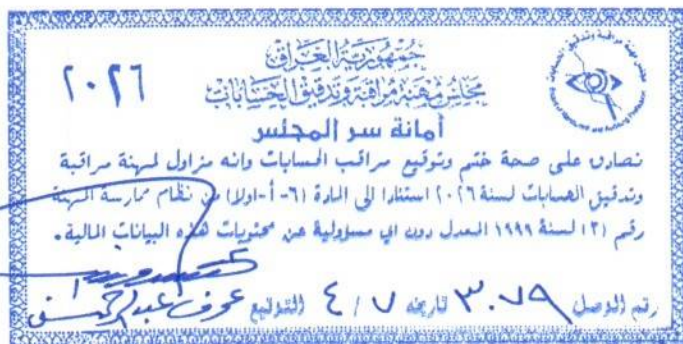 جمهورية العراق
مجلس مهنة مراقبة وتدقيق الحسابات
٢٠٢٦
أمانة سر المجلس
نصادق على صحة ختم وتوقيع مراقب الحسابات وانه مزاول لمهنة مراقبة
وتدقيق الحسابات لسنة ٢٠٢٦ استنادا الى المادة (٦-أ-اولا) من نظام ممارسة المهنة
رقم (٣) لسنة ١٩٩٩ المعدل دون اي مسؤولية عن محتويات هذه البيانات المالية.
رقم الوصل ٣٠٧٩ تاريخه ٧ / ٤ التوقيع